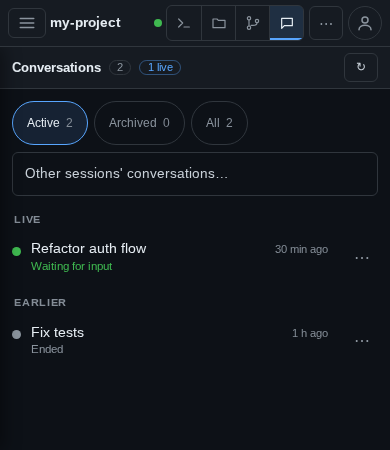 my-project
Conversations 2 1 live
Active 2 Archived 0 All 2
Other sessions' conversations…
LIVE
Refactor auth flow 30 min ago
Waiting for input
EARLIER
Fix tests 1 h ago
Ended